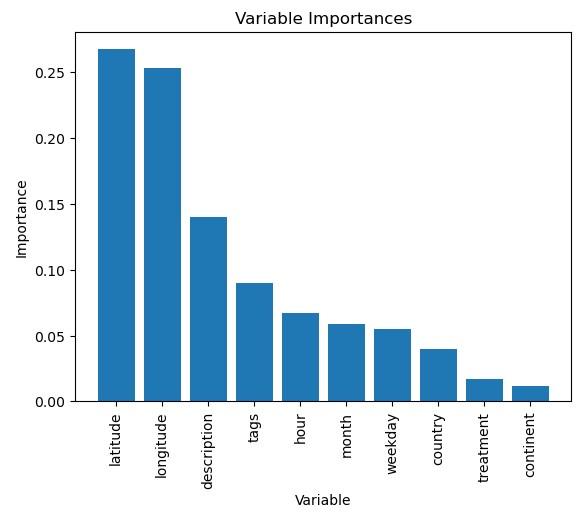 Variable Importances
Importance
0.25
0.20
0.15
0.10
0.05
0.00
latitude
longitude
description
tags
hour
month
weekday
country
treatment
continent
Variable